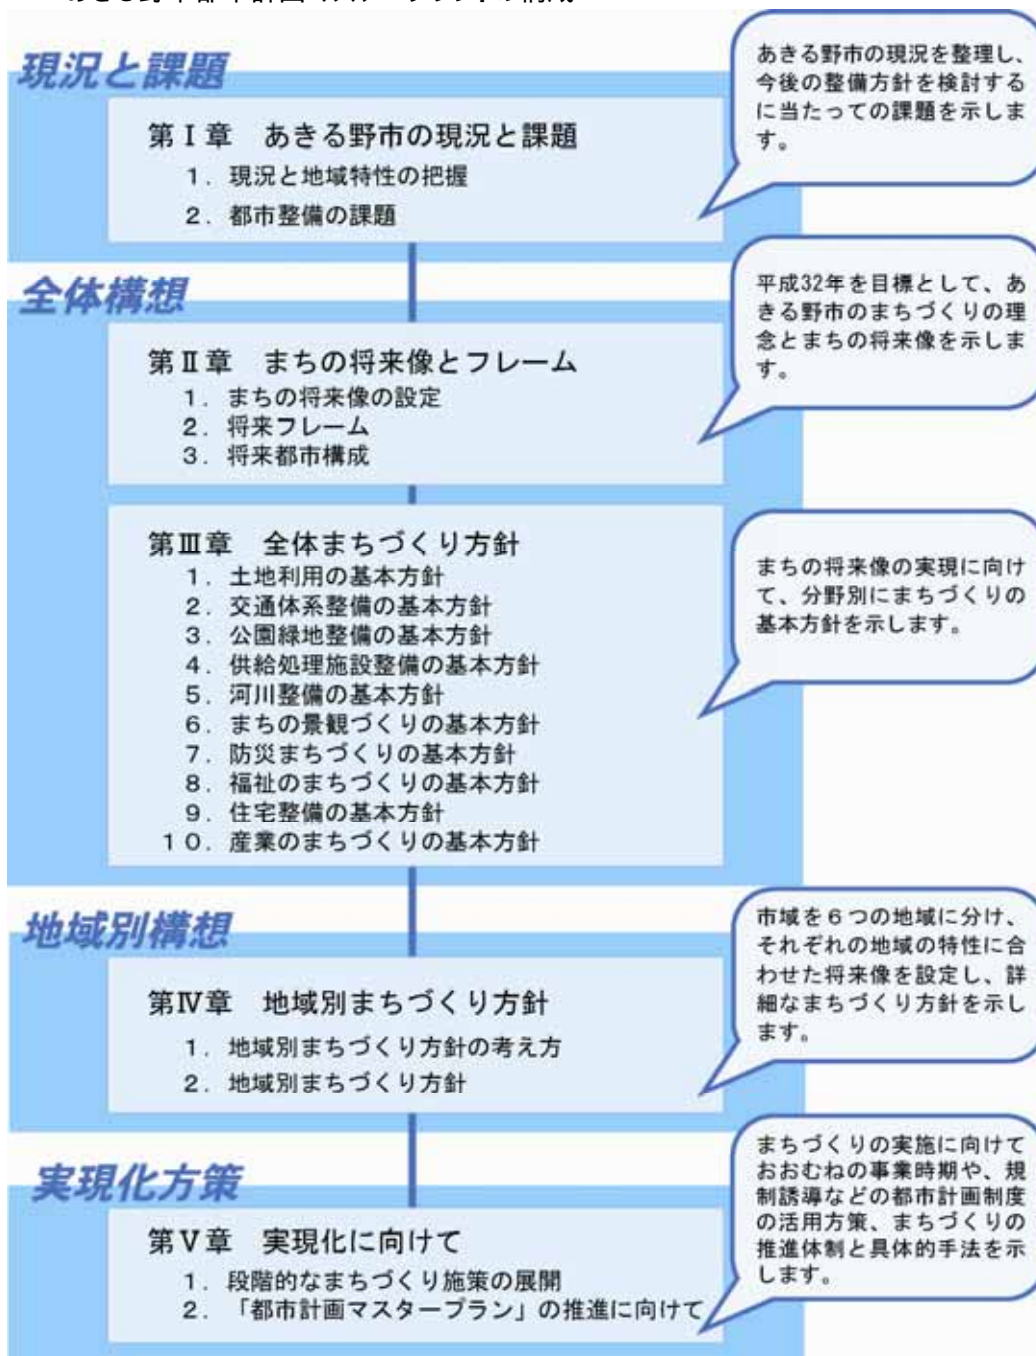 現況と課題
第Ⅰ章 あきる野市の現況と課題
1.現況と地域特性の把握
2.都市整備の課題
あきる野市の現況を整理し、
今後の整備方針を検討する
に当たっての課題を示しま
す。
全体構想
第Ⅱ章 まちの将来像とフレーム
1.まちの将来像の設定
2.将来フレーム
3.将来都市構成
平成32年を目標として、あ
きる野市のまちづくりの理
念とまちの将来像を示しま
す。
第Ⅲ章 全体まちづくり方針
1.土地利用の基本方針
2.交通体系整備の基本方針
3.公園緑地整備の基本方針
4.供給処理施設整備の基本方針
5.河川整備の基本方針
6.まちの景観づくりの基本方針
7.防災まちづくりの基本方針
8.福祉のまちづくりの基本方針
9.住宅整備の基本方針
10.産業のまちづくりの基本方針
まちの将来像の実現に向け
て、分野別にまちづくりの
基本方針を示します。
地域別構想
第Ⅳ章 地域別まちづくり方針
1.地域別まちづくり方針の考え方
2.地域別まちづくり方針
市域を6つの地域に分け、
それぞれの地域の特性に合
わせた将来像を設定し、詳
細なまちづくり方針を示し
ます。
実現化方策
第Ⅴ章 実現化に向けて
1.段階的なまちづくり施策の展開
2.「都市計画マスタープラン」の推進に向けて
まちづくりの実施に向けて
おおむねの事業時期や、規
制誘導などの都市計画制度
の活用方策、まちづくりの
推進体制と具体的手法を示
します。